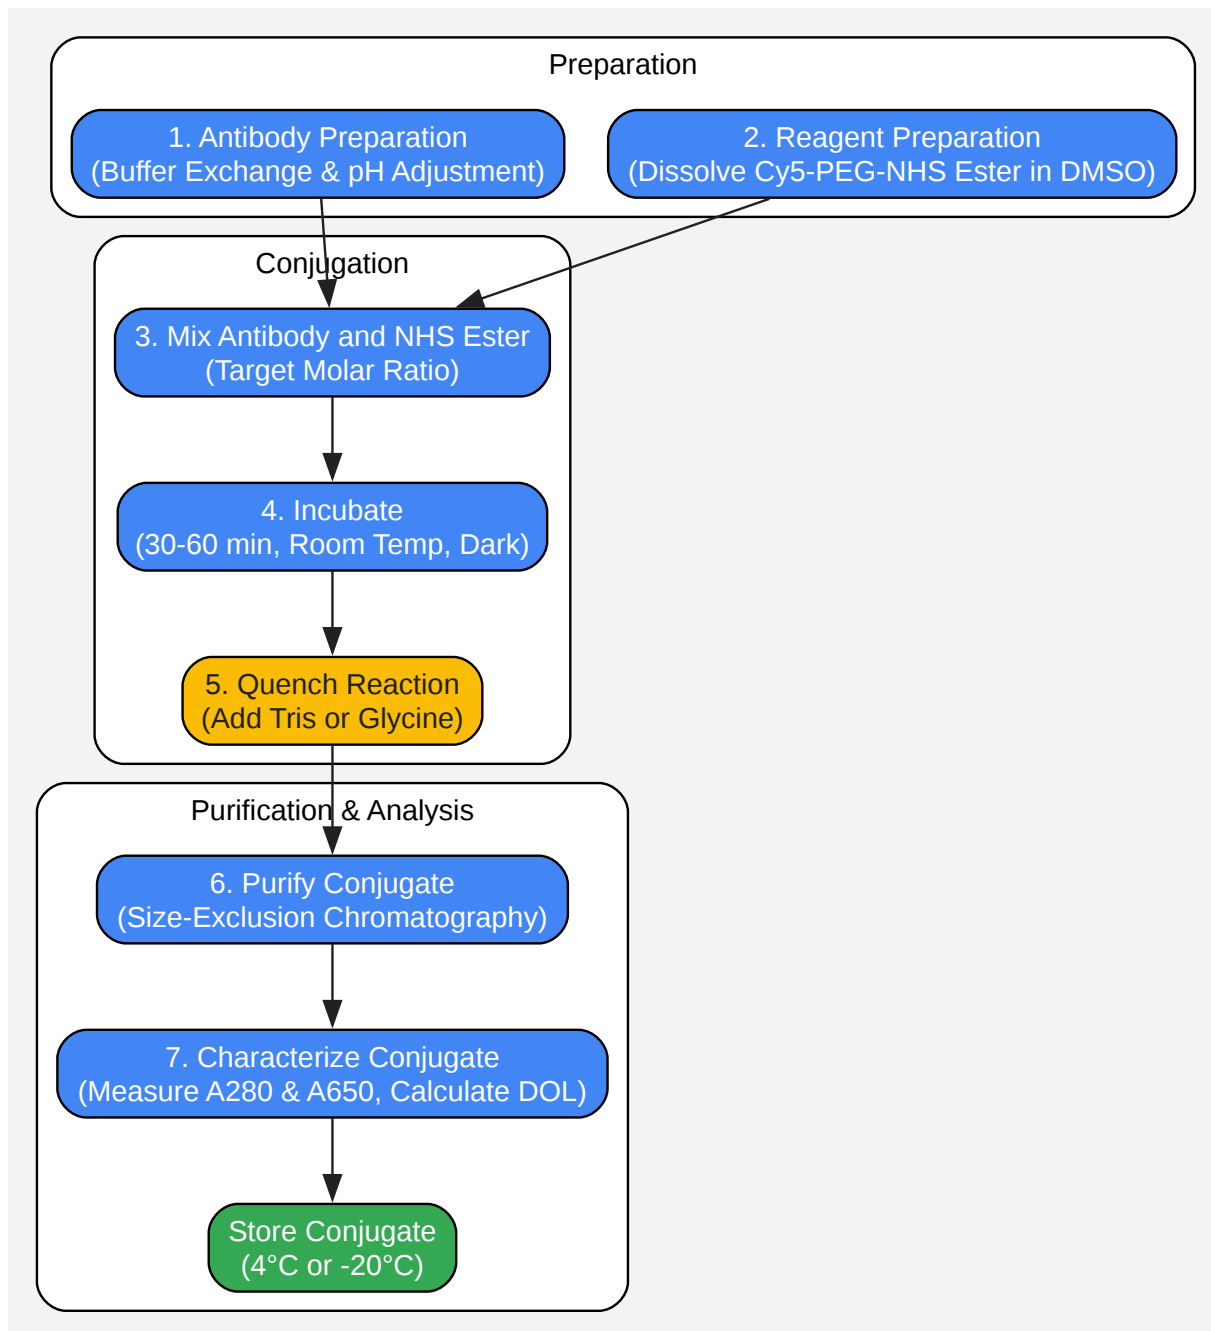 Preparation
1. Antibody Preparation
(Buffer Exchange & pH Adjustment)
2. Reagent Preparation
(Dissolve Cy5-PEG-NHS Ester in DMSO)
Conjugation
3. Mix Antibody and NHS Ester
(Target Molar Ratio)
4. Incubate
(30-60 min, Room Temp, Dark)
5. Quench Reaction
(Add Tris or Glycine)
Purification & Analysis
6. Purify Conjugate
(Size-Exclusion Chromatography)
7. Characterize Conjugate
(Measure A280 & A650, Calculate DOL)
Store Conjugate
(4°C or -20°C)